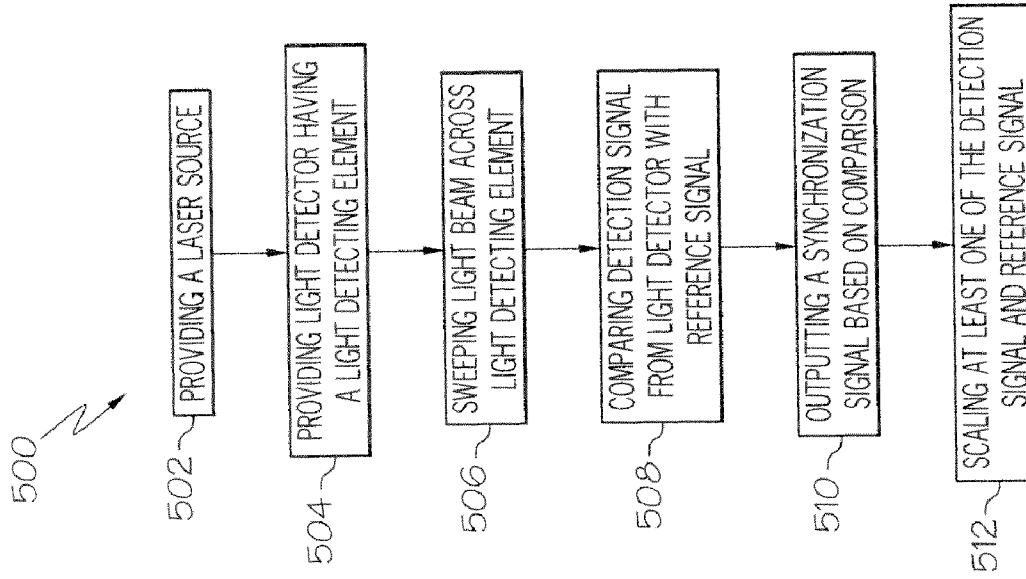 500
502
PROVIDING A LASER SOURCE
504
PROVIDING LIGHT DETECTOR HAVING
A LIGHT DETECTING ELEMENT
506
SWEEPING LIGHT BEAM ACROSS
LIGHT DETECTING ELEMENT
508
COMPARING DETECTION SIGNAL
FROM LIGHT DETECTOR WITH
REFERENCE SIGNAL
510
OUTPUTTING A SYNCHRONIZATION
SIGNAL BASED ON COMPARISON
512
SCALING AT LEAST ONE OF THE DETECTION
SIGNAL AND REFERENCE SIGNAL